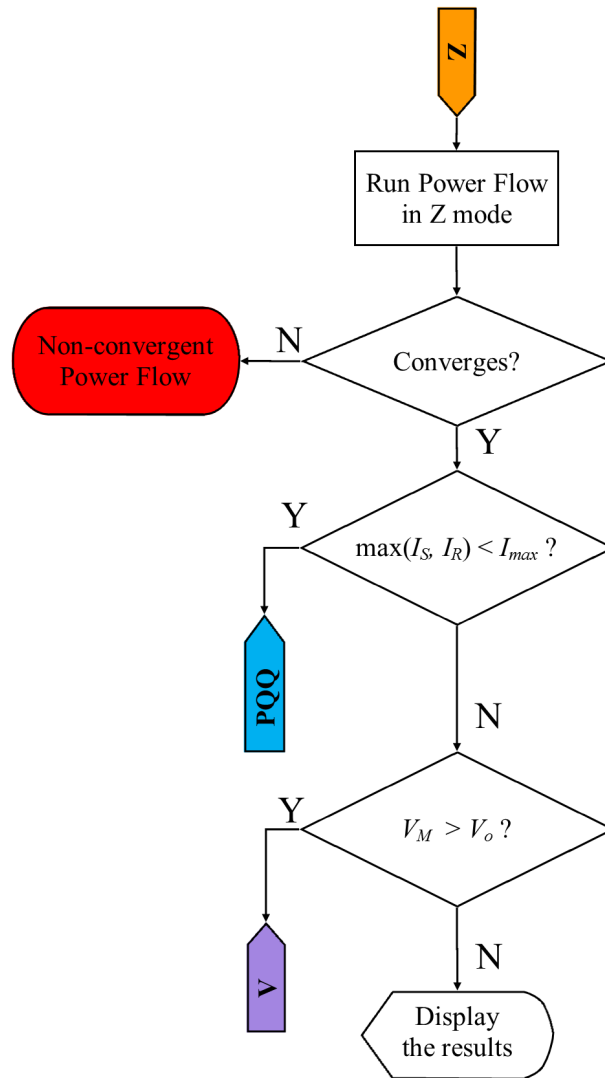 Z
Run Power Flow
in Z mode
N
Non-convergent
Power Flow
Converges?
Y
Y
max(I_S, I_R) < I_max ?
PQQ
N
Y
V_M > V_o ?
V
N
Display
the results